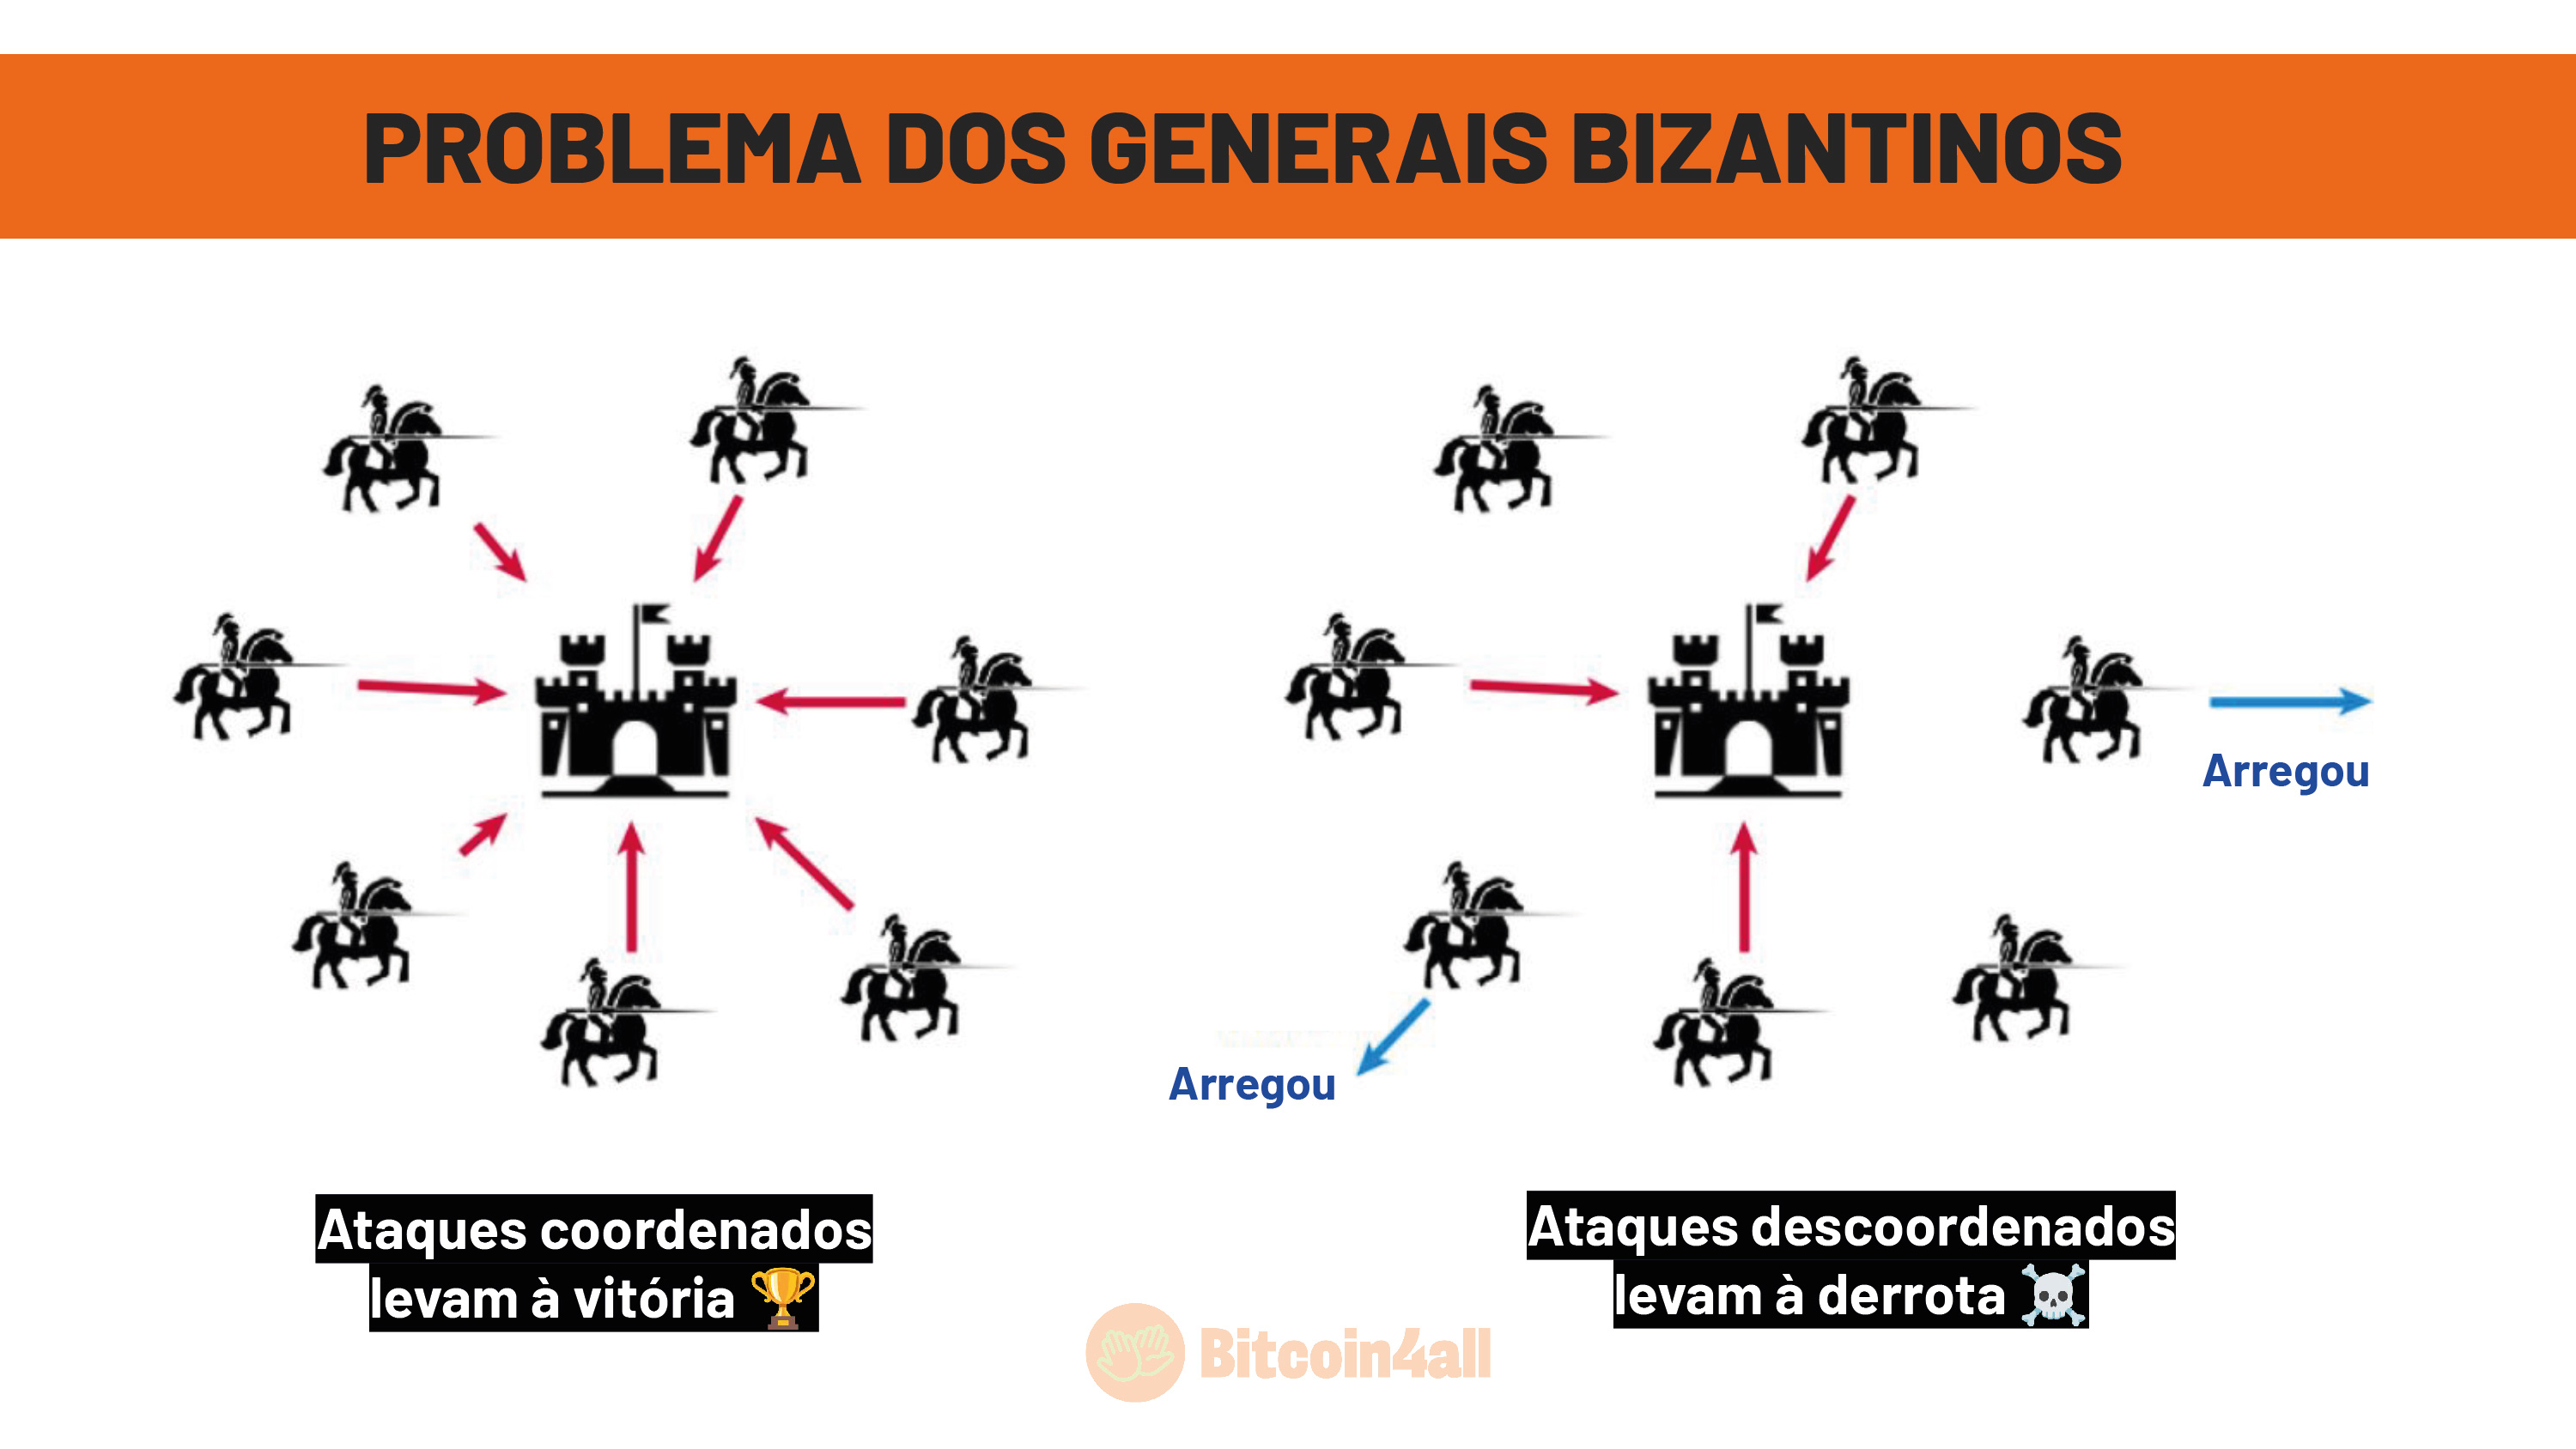 PROBLEMA DOS GENERAIS BIZANTINOS
Arregou
Arregou
Ataques coordenados
levam à vitória 🏆
Ataques descoordenados
levam à derrota ☠️
Bitcoin4all